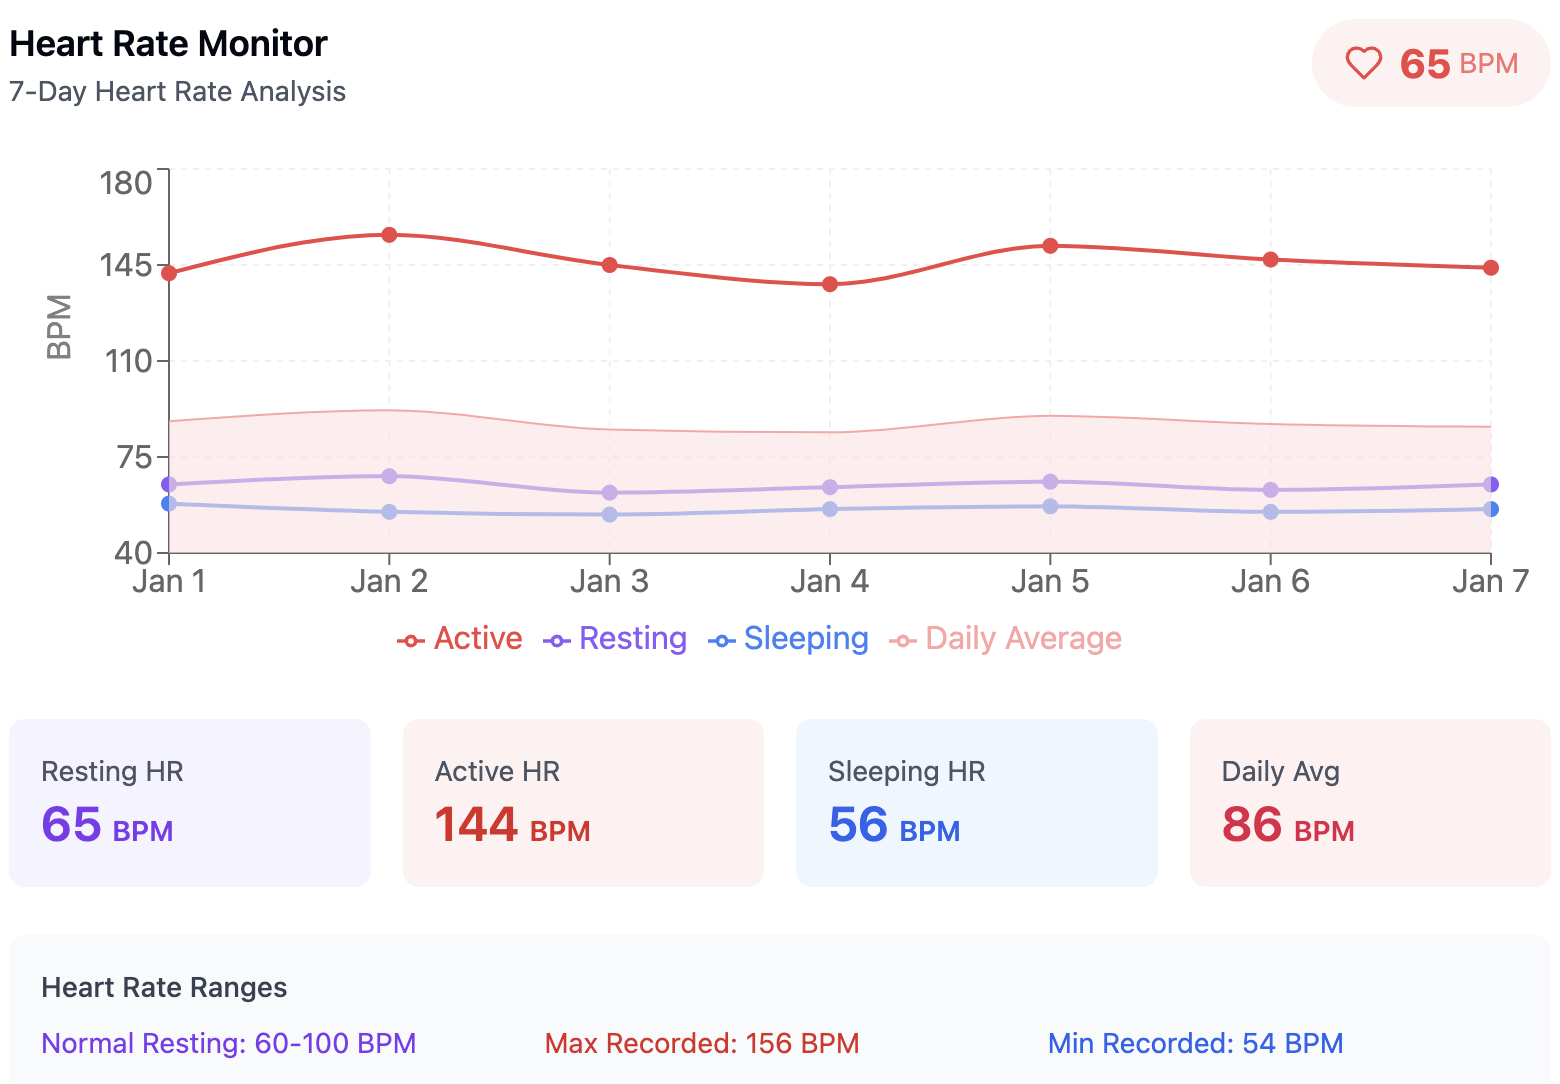 Heart Rate Monitor
7-Day Heart Rate Analysis
65 BPM
180
145
110
75
40
BPM
Jan 1 Jan 2 Jan 3 Jan 4 Jan 5 Jan 6 Jan 7
Active Resting Sleeping Daily Average
Resting HR
65 BPM
Active HR
144 BPM
Sleeping HR
56 BPM
Daily Avg
86 BPM
Heart Rate Ranges
Normal Resting: 60-100 BPM
Max Recorded: 156 BPM
Min Recorded: 54 BPM